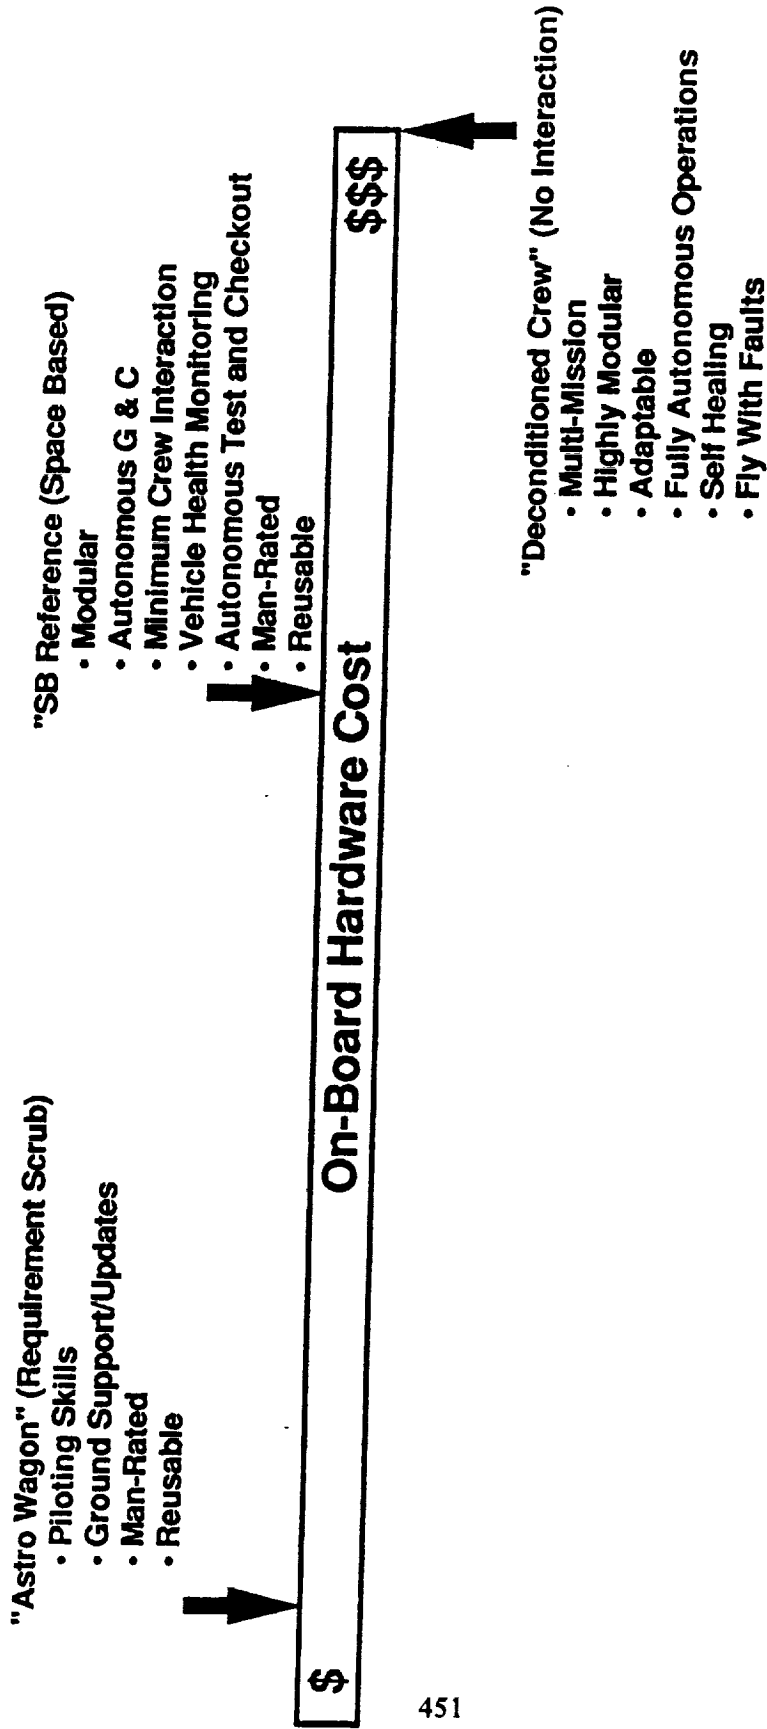 "Astro Wagon" (Requirement Scrub)
• Piloting Skills
• Ground Support/Updates
• Man-Rated
• Reusable
"SB Reference (Space Based)
• Modular
• Autonomous G & C
• Minimum Crew Interaction
• Vehicle Health Monitoring
• Autonomous Test and Checkout
• Man-Rated
• Reusable
$
On-Board Hardware Cost
$$$
"Deconditioned Crew" (No Interaction)
• Multi-Mission
• Highly Modular
• Adaptable
• Fully Autonomous Operations
• Self Healing
• Fly With Faults
451